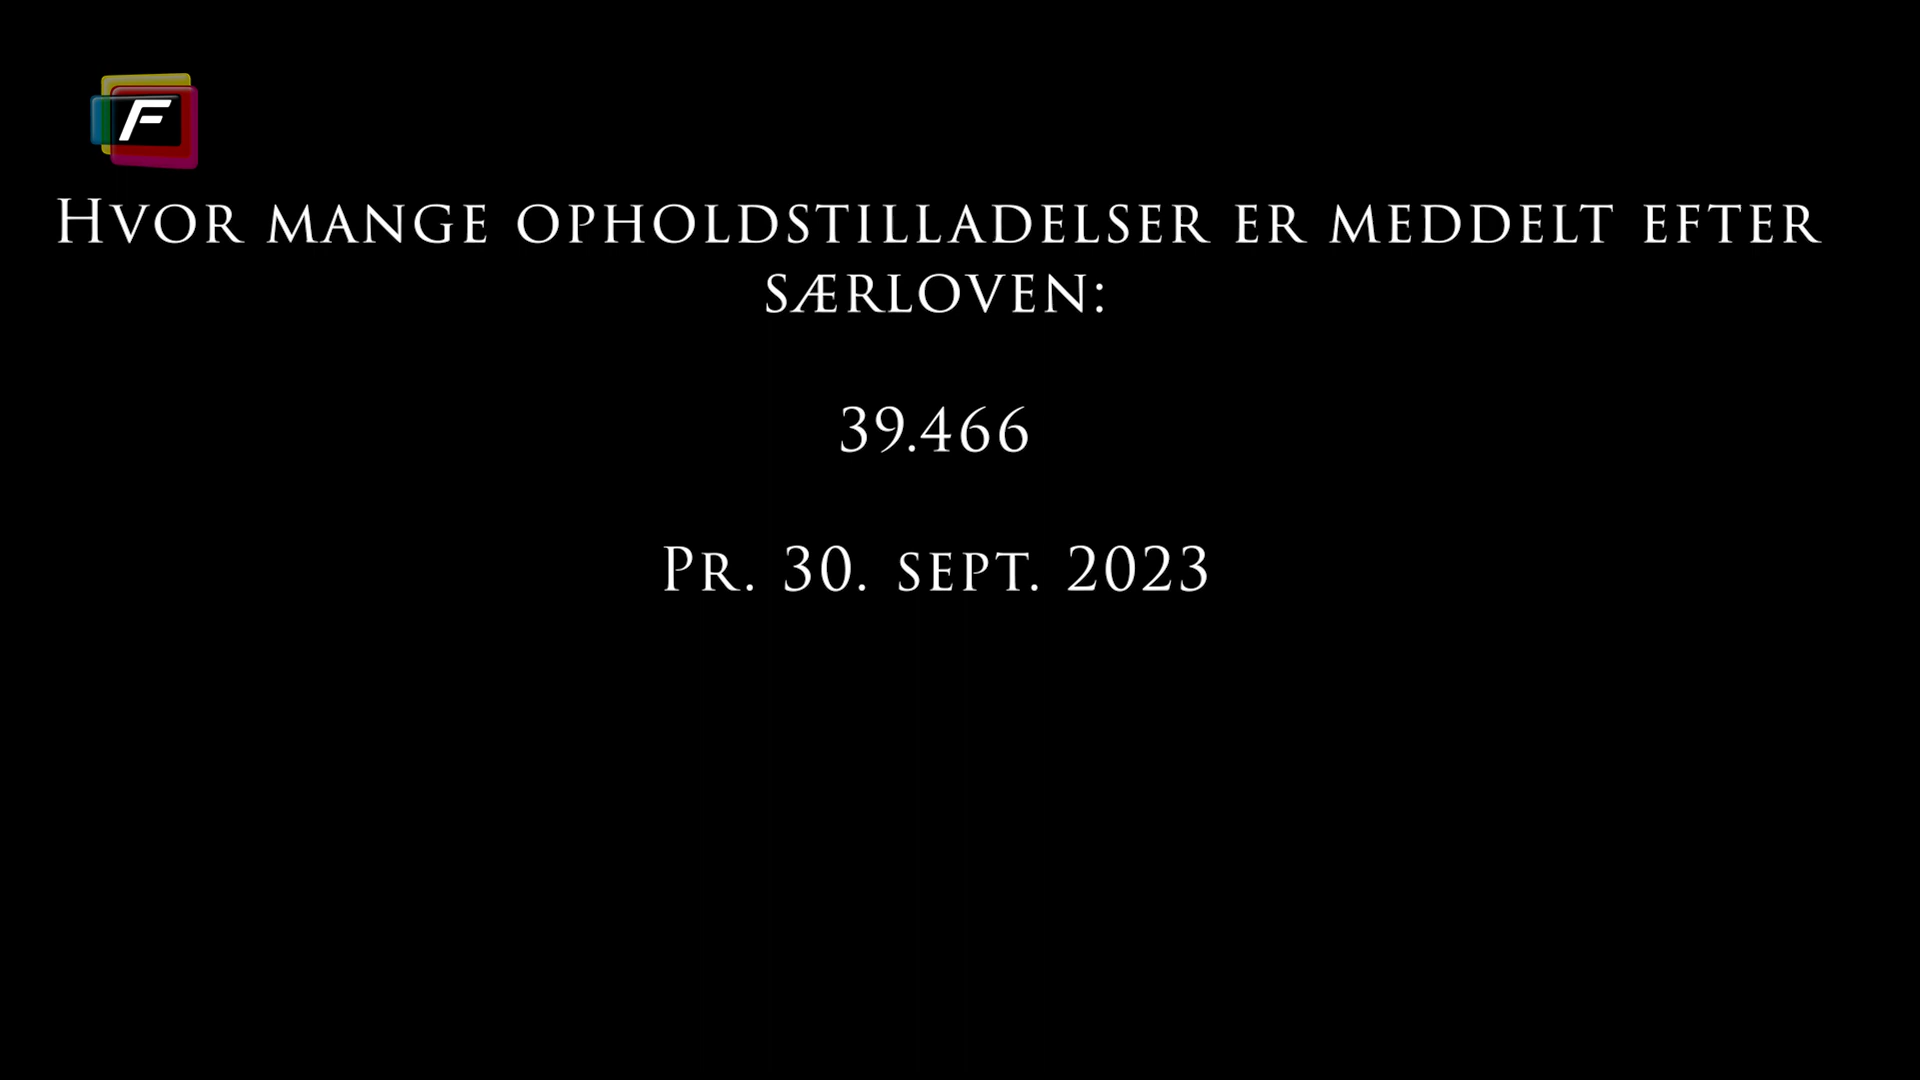 F
Hvor mange opholdstilladelser er meddelt efter
særloven:
39.466
Pr. 30. sept. 2023